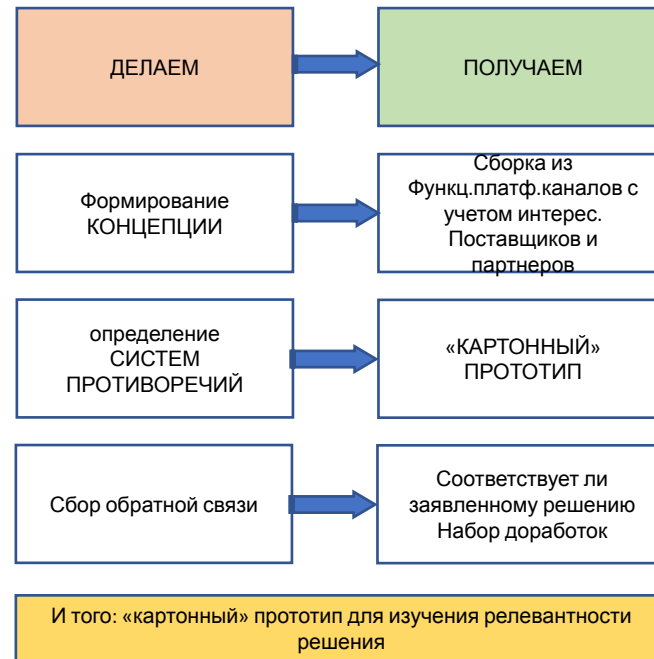 ДЕЛАЕМ
ПОЛУЧАЕМ
Формирование
КОНЦЕПЦИИ
Сборка из
Функц.платф.каналов с
учетом интерес.
Поставщиков и
партнеров
определение
СИСТЕМ
ПРОТИВОРЕЧИЙ
«КАРТОННЫЙ»
ПРОТОТИП
Сбор обратной связи
Соответствует ли
заявленному решению
Набор доработок
И того: «картонный» прототип для изучения релевантности
решения